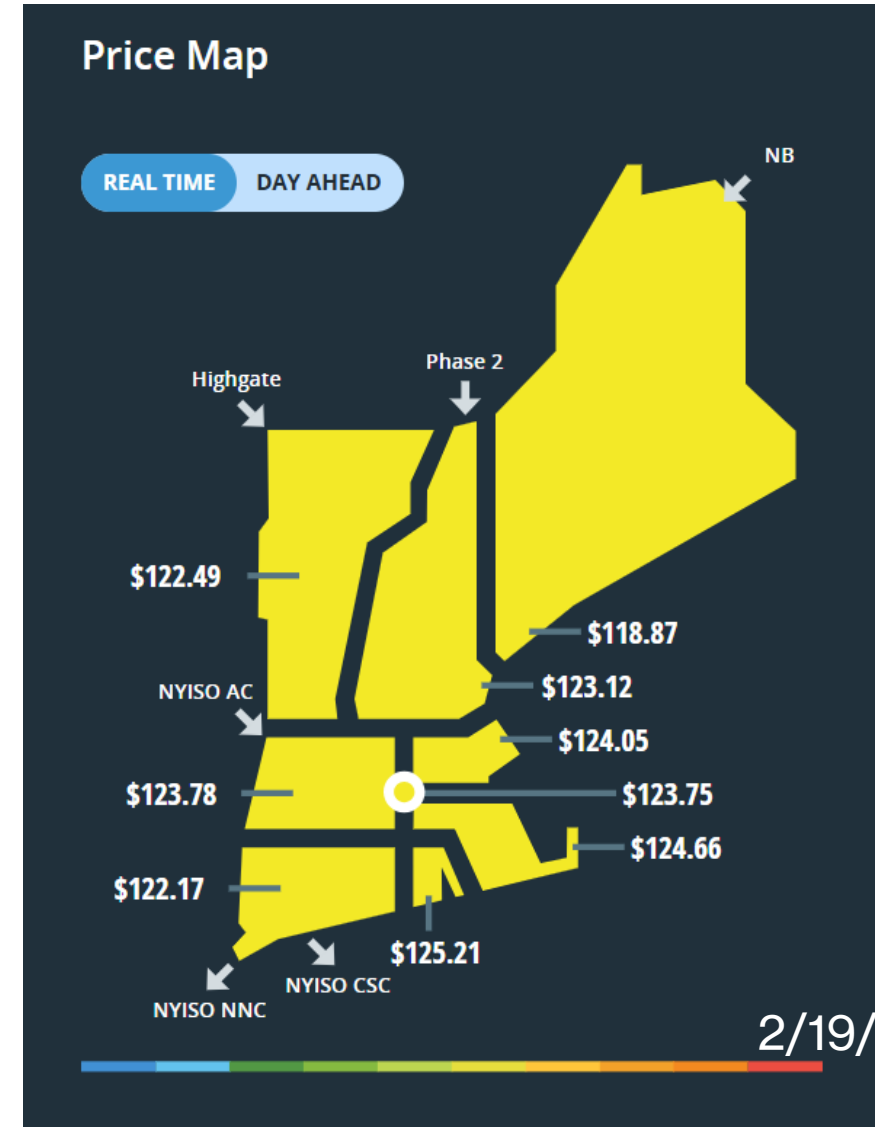 Price Map
REAL TIME DAY AHEAD
NB
Phase 2
Highgate
$122.49
$118.87
$123.12
NYISO AC
$124.05
$123.78
$123.75
$124.66
$122.17
$125.21
NYISO CSC
NYISO NNC
2/19/